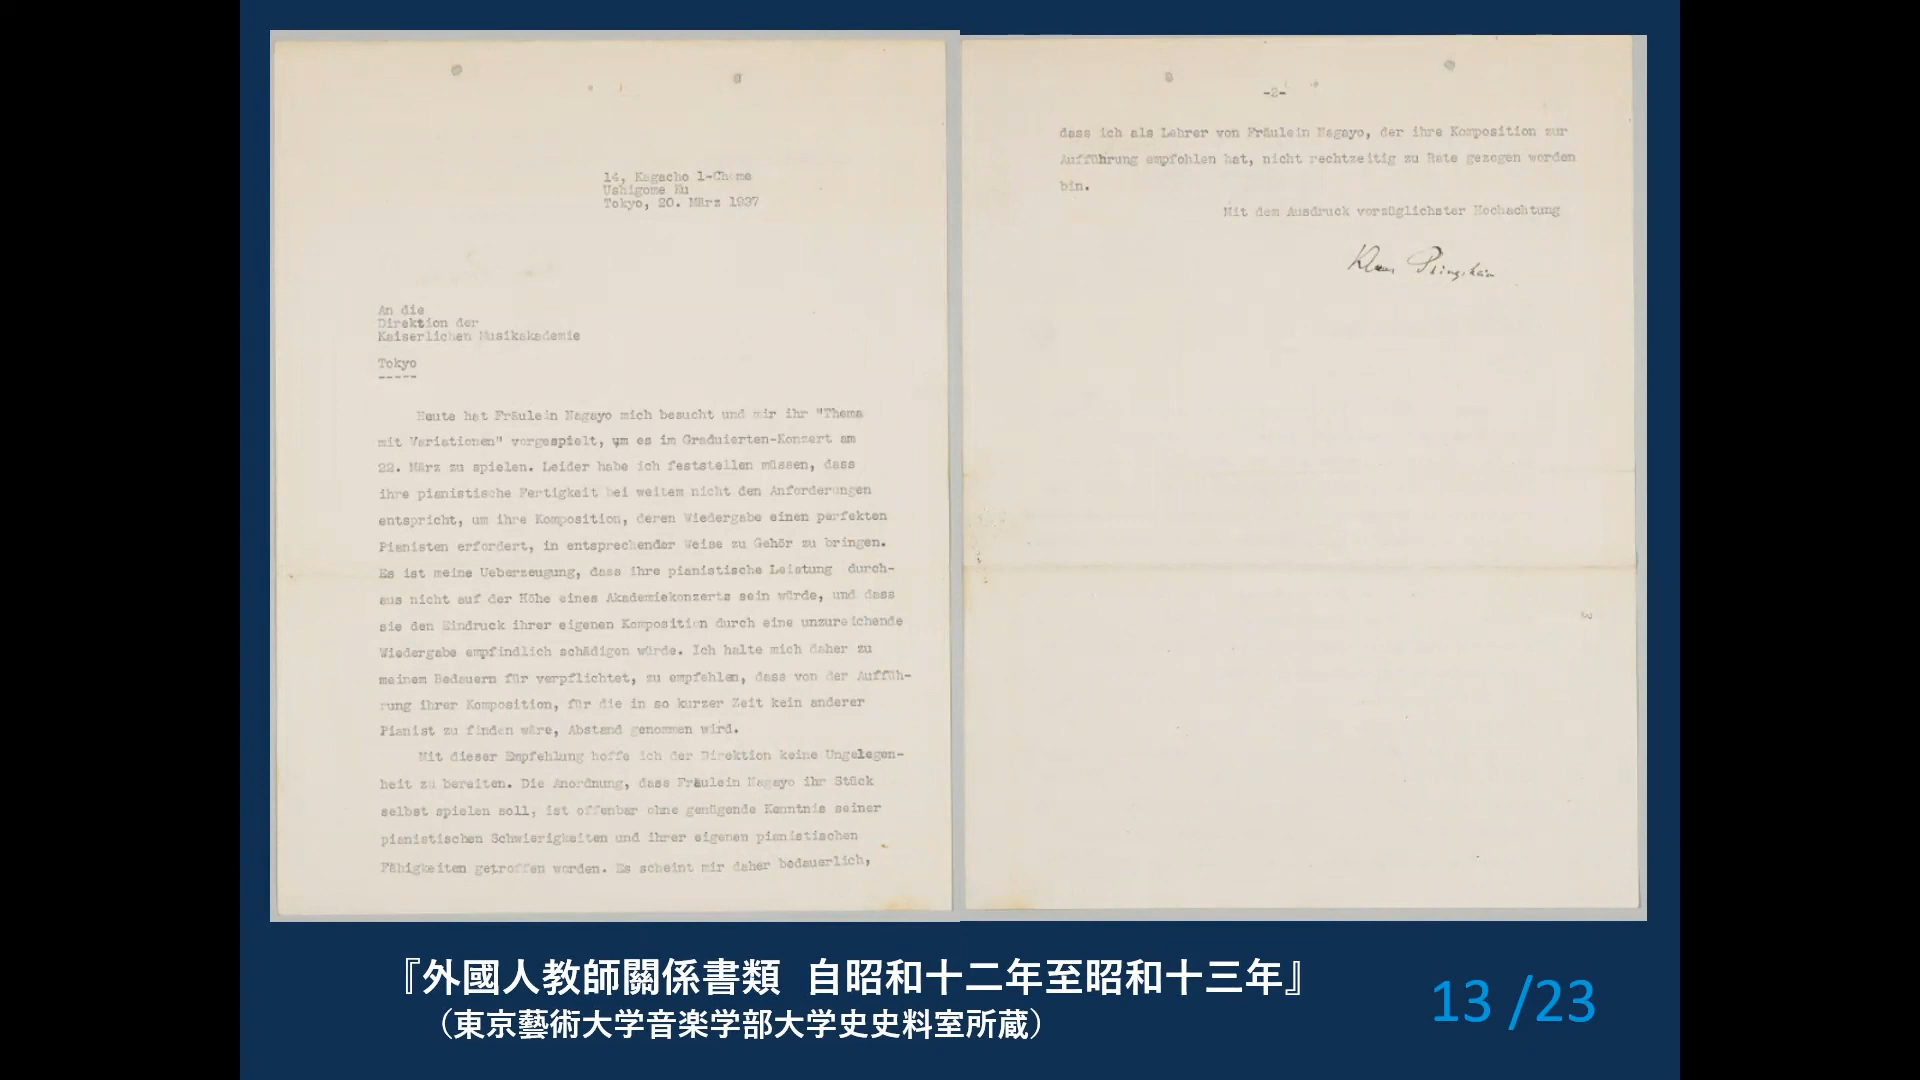 14, Kagacho 1-Chome
Ushigome Ku
Tokyo, 20. März 1937
An die
Direktion der
Kaiserlichen Musikakademie
Tokyo
-----
Heute hat Fräulein Nagayo mich besucht und mir ihr "Thema
mit Variationen" vorgespielt, um es im Graduierten-Konzert am
22. März zu spielen. Leider habe ich feststellen müssen, dass
ihre pianistische Fertigkeit bei weitem nicht den Anforderungen
entspricht, um ihre Komposition, deren Wiedergabe einen perfekten
Pianisten erfordert, in entsprechender Weise zu Gehör zu bringen.
Es ist meine Ueberzeugung, dass ihre pianistische Leistung durch-
aus nicht auf der Höhe eines Akademiekonzerts sein würde, und dass
sie den Eindruck ihrer eigenen Komposition durch eine unzureichende
Wiedergabe empfindlich schädigen würde. Ich halte mich daher zu
meinem Bedauern für verpflichtet, zu empfehlen, dass von der Auffüh-
rung ihrer Komposition, für die in so kurzer Zeit kein anderer
Pianist zu finden wäre, Abstand genommen wird.
Mit dieser Empfehlung hoffe ich der Direktion keine Ungelegen-
heit zu bereiten. Die Anordnung, dass Fräulein Nagayo ihr Stück
selbst spielen soll, ist offenbar ohne genügende Kenntnis seiner
pianistischen Schwierigkeiten und ihrer eigenen pianistischen
Fähigkeiten getroffen worden. Es scheint mir daher bedauerlich,
-2-
dass ich als Lehrer von Fräulein Nagayo, der ihre Komposition zur
Aufführung empfohlen hat, nicht rechtzeitig zu Rate gezogen worden
bin.
Mit dem Ausdruck vorzüglichster Hochachtung
Klaus Pringsheim
『外國人教師關係書類 自昭和十二年至昭和十三年』
（東京藝術大学音楽学部大学史史料室所蔵）
13 /23